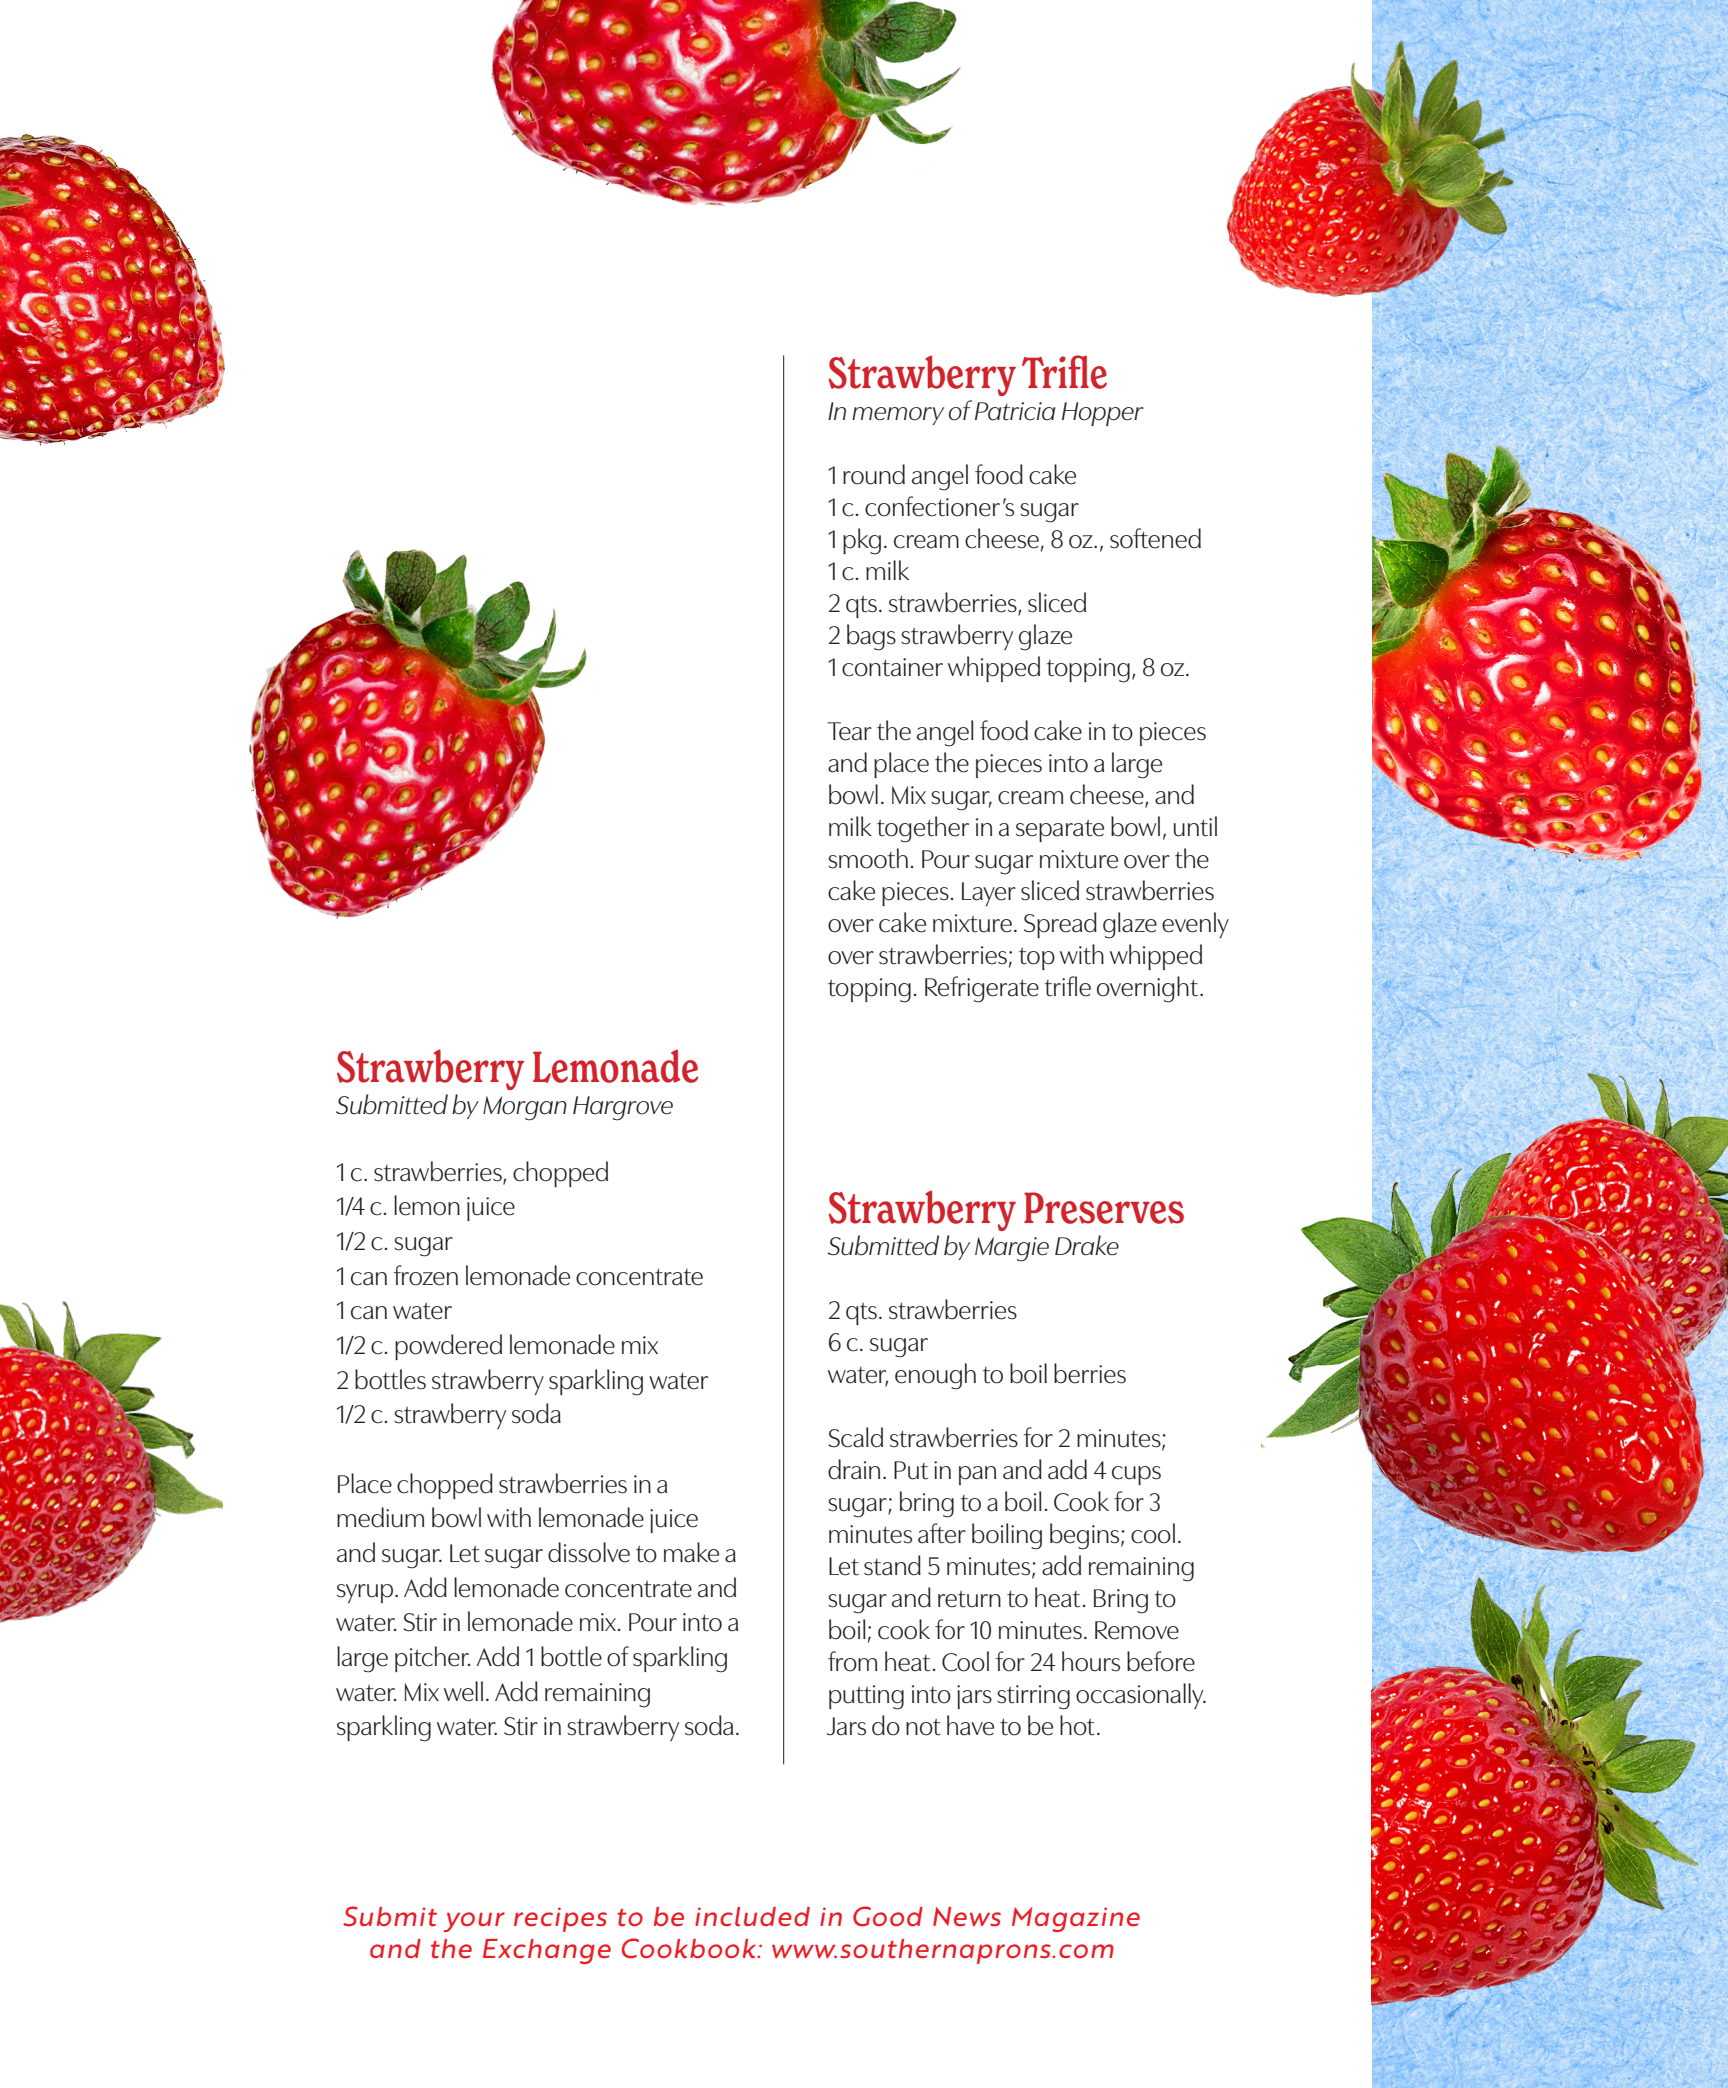 Strawberry Lemonade
Submitted by Morgan Hargrove
1 c. strawberries, chopped
1/4 c. lemon juice
1/2 c. sugar
1 can frozen lemonade concentrate
1 can water
1/2 c. powdered lemonade mix
2 bottles strawberry sparkling water
1/2 c. strawberry soda
Place chopped strawberries in a
medium bowl with lemonade juice
and sugar. Let sugar dissolve to make a
syrup. Add lemonade concentrate and
water. Stir in lemonade mix. Pour into a
large pitcher. Add 1 bottle of sparkling
water. Mix well. Add remaining
sparkling water. Stir in strawberry soda.
Strawberry Trifle
In memory of Patricia Hopper
1 round angel food cake
1 c. confectioner’s sugar
1 pkg. cream cheese, 8 oz., softened
1 c. milk
2 qts. strawberries, sliced
2 bags strawberry glaze
1 container whipped topping, 8 oz.
Tear the angel food cake in to pieces
and place the pieces into a large
bowl. Mix sugar, cream cheese, and
milk together in a separate bowl, until
smooth. Pour sugar mixture over the
cake pieces. Layer sliced strawberries
over cake mixture. Spread glaze evenly
over strawberries; top with whipped
topping. Refrigerate trifle overnight.
Strawberry Preserves
Submitted by Margie Drake
2 qts. strawberries
6 c. sugar
water, enough to boil berries
Scald strawberries for 2 minutes;
drain. Put in pan and add 4 cups
sugar; bring to a boil. Cook for 3
minutes after boiling begins; cool.
Let stand 5 minutes; add remaining
sugar and return to heat. Bring to
boil; cook for 10 minutes. Remove
from heat. Cool for 24 hours before
putting into jars stirring occasionally.
Jars do not have to be hot.
Submit your recipes to be included in Good News Magazine
and the Exchange Cookbook: www.southernaprons.com